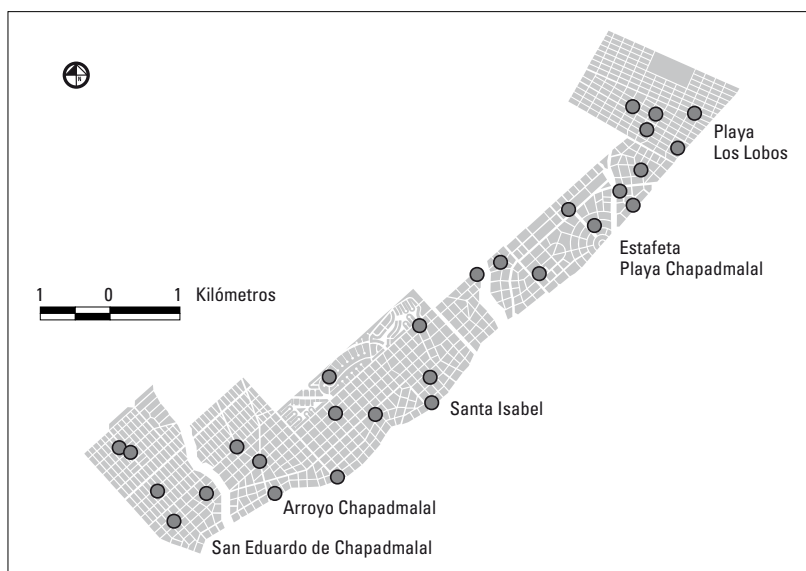 N
Playa
Los Lobos
Estafeta
Playa Chapadmalal
1 0 1 Kilómetros
Santa Isabel
Arroyo Chapadmalal
San Eduardo de Chapadmalal